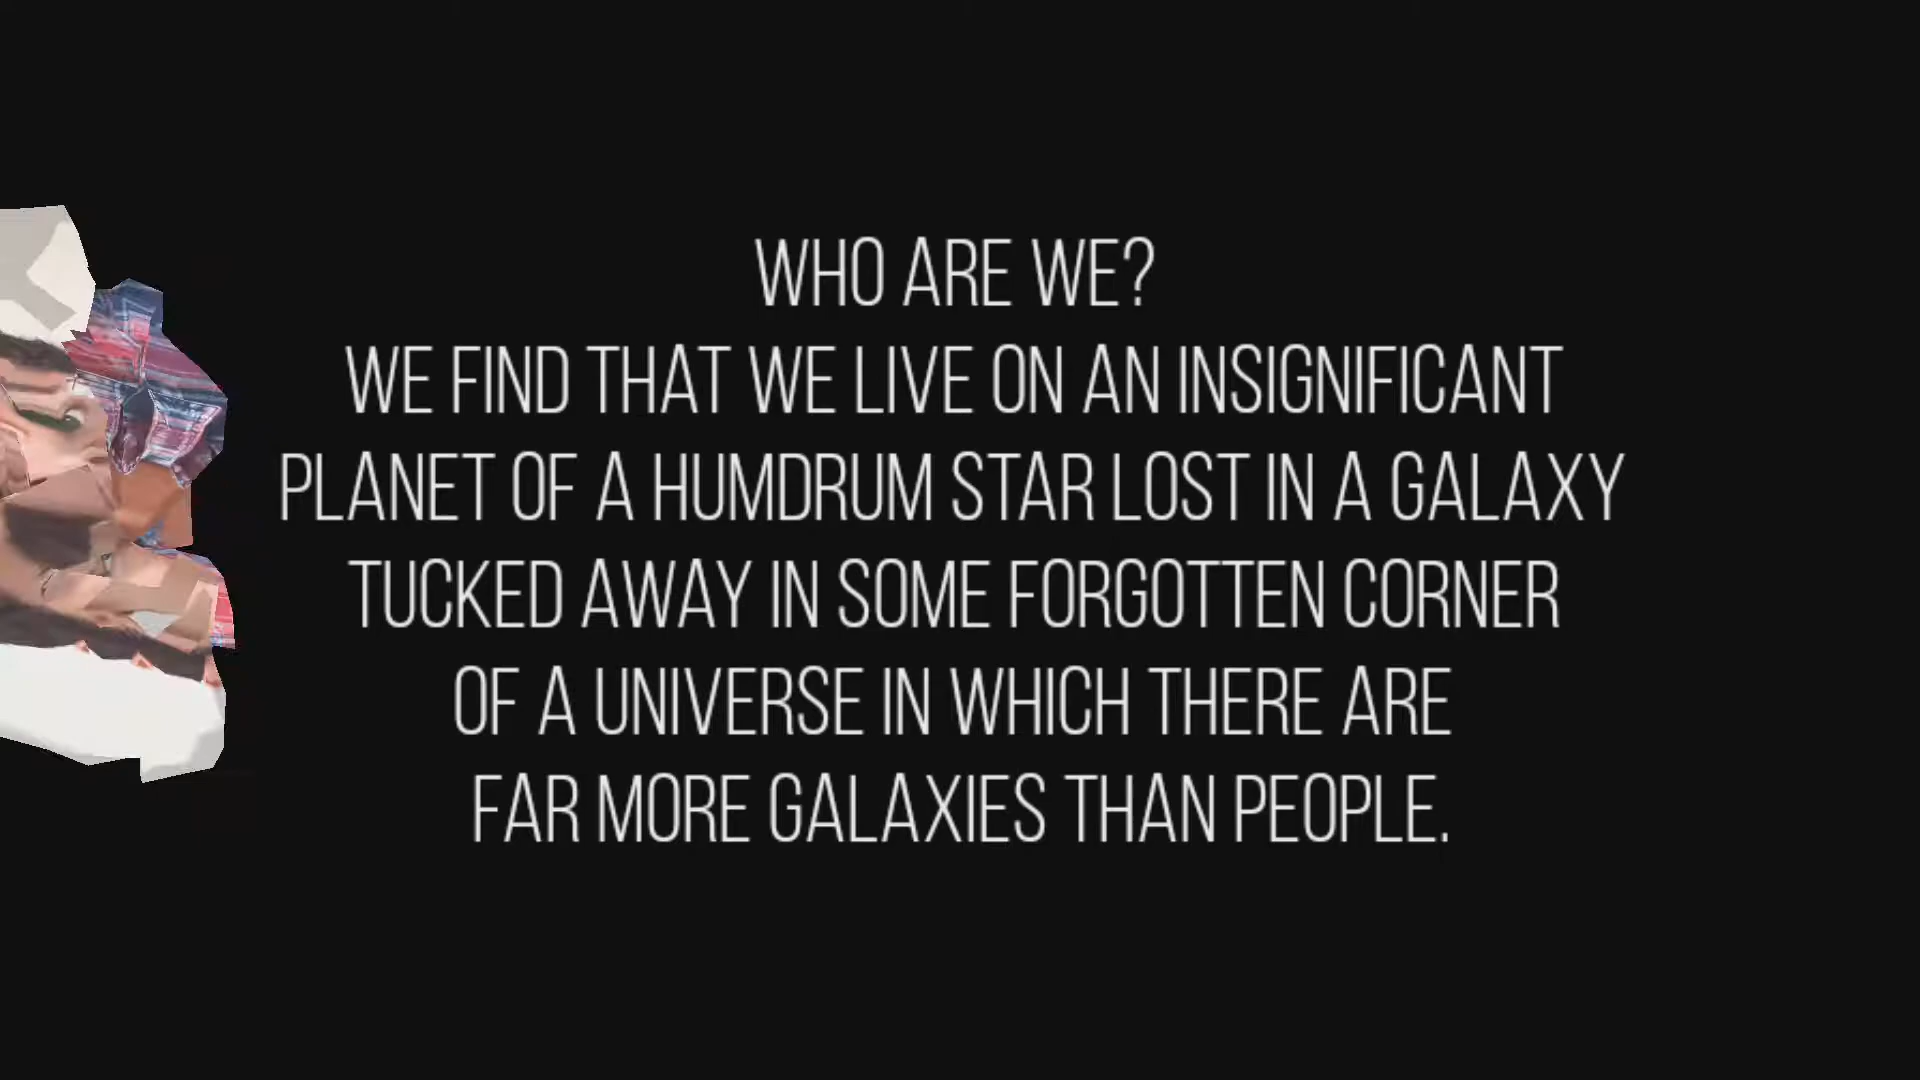 WHO ARE WE?
WE FIND THAT WE LIVE ON AN INSIGNIFICANT
PLANET OF A HUMDRUM STAR LOST IN A GALAXY
TUCKED AWAY IN SOME FORGOTTEN CORNER
OF A UNIVERSE IN WHICH THERE ARE
FAR MORE GALAXIES THAN PEOPLE.